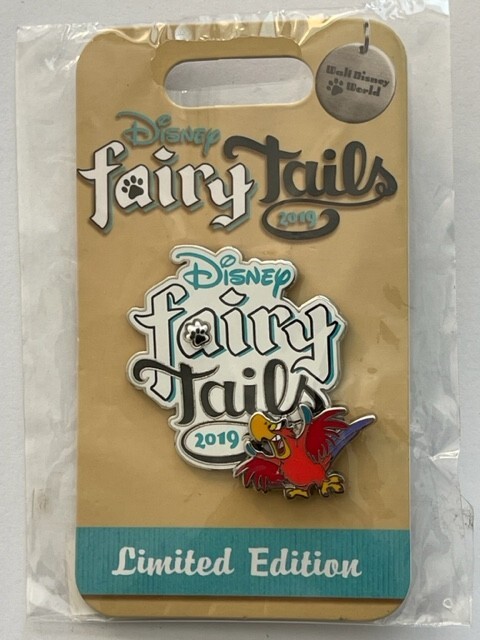 Walt Disney
World
Disney
fairy Tails
2019
Disney
fairy
Tails
2019
Limited Edition